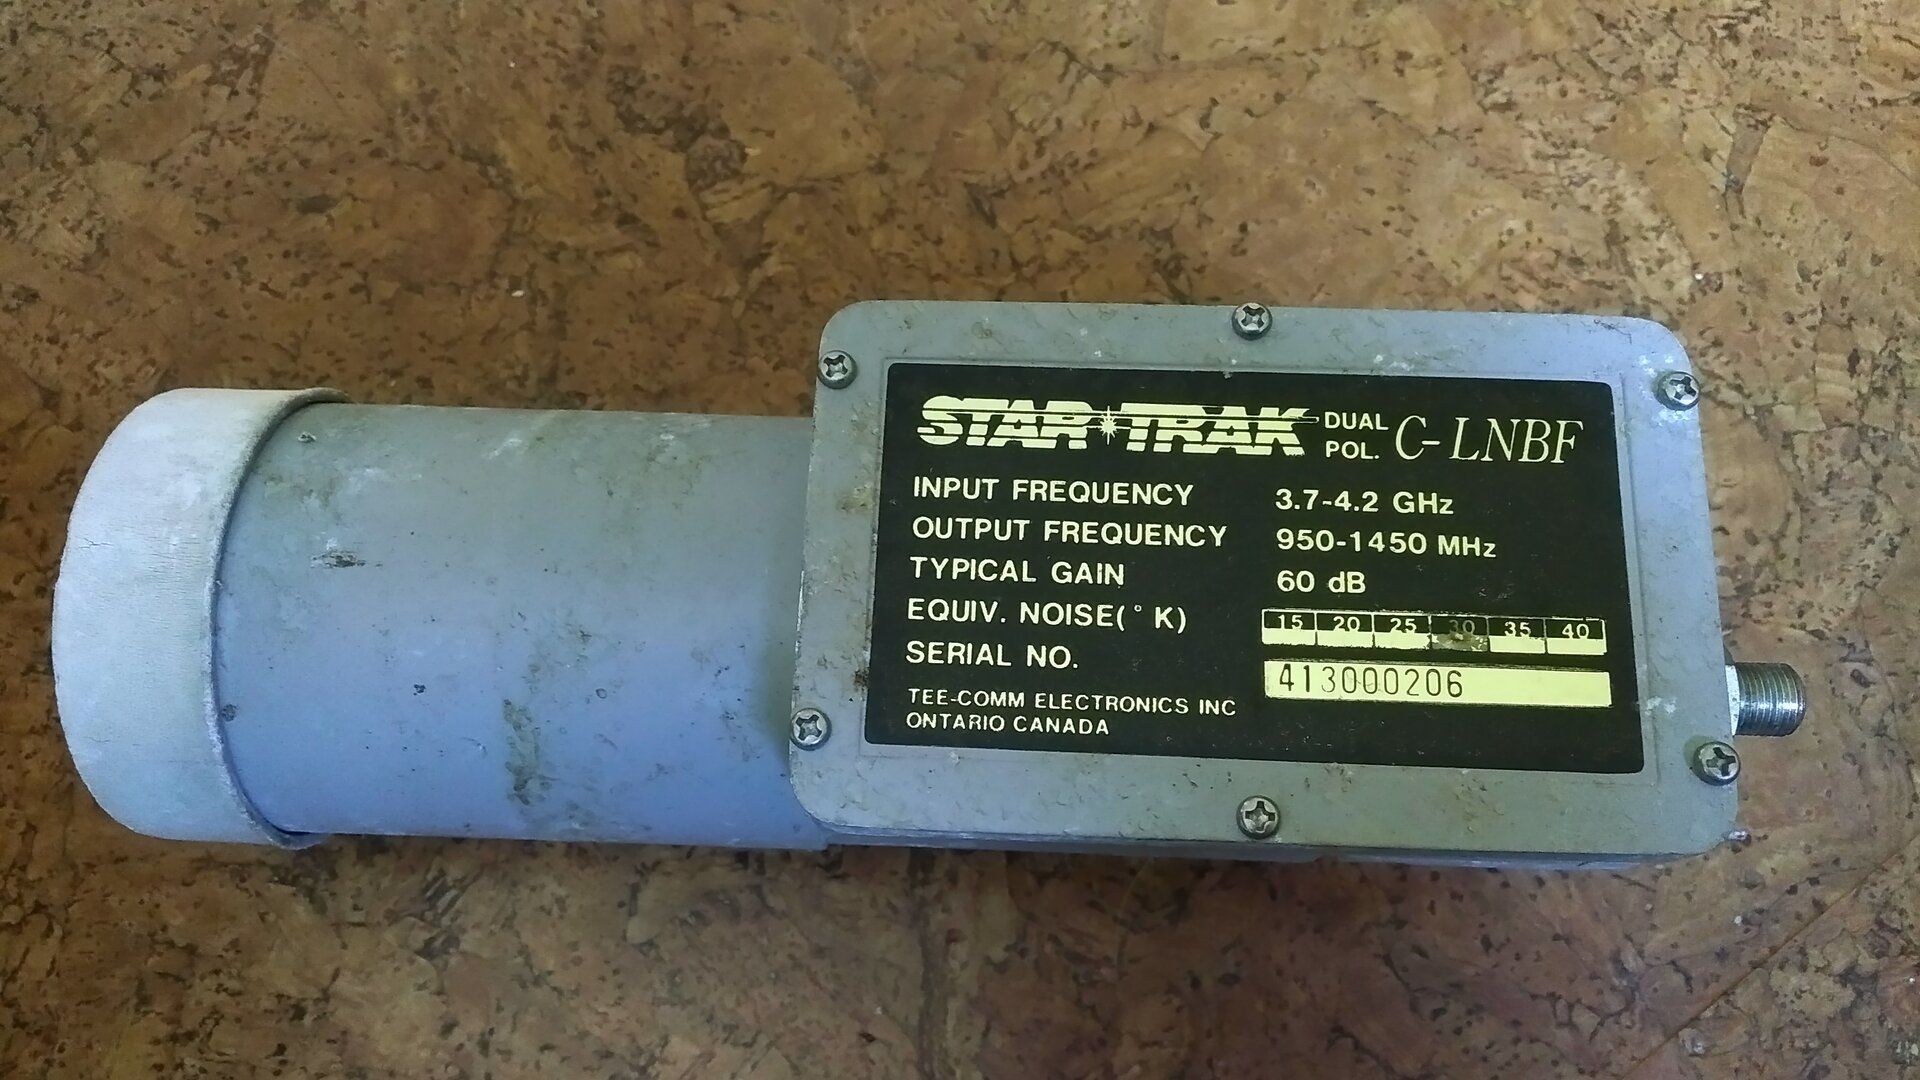 STAR TRAK DUAL POL. C-LNBF
INPUT FREQUENCY 3.7-4.2 GHz
OUTPUT FREQUENCY 950-1450 MHz
TYPICAL GAIN 60 dB
EQUIV. NOISE(°K) 15 20 25 30 35 40
SERIAL NO. 413000206
TEE-COMM ELECTRONICS INC
ONTARIO CANADA